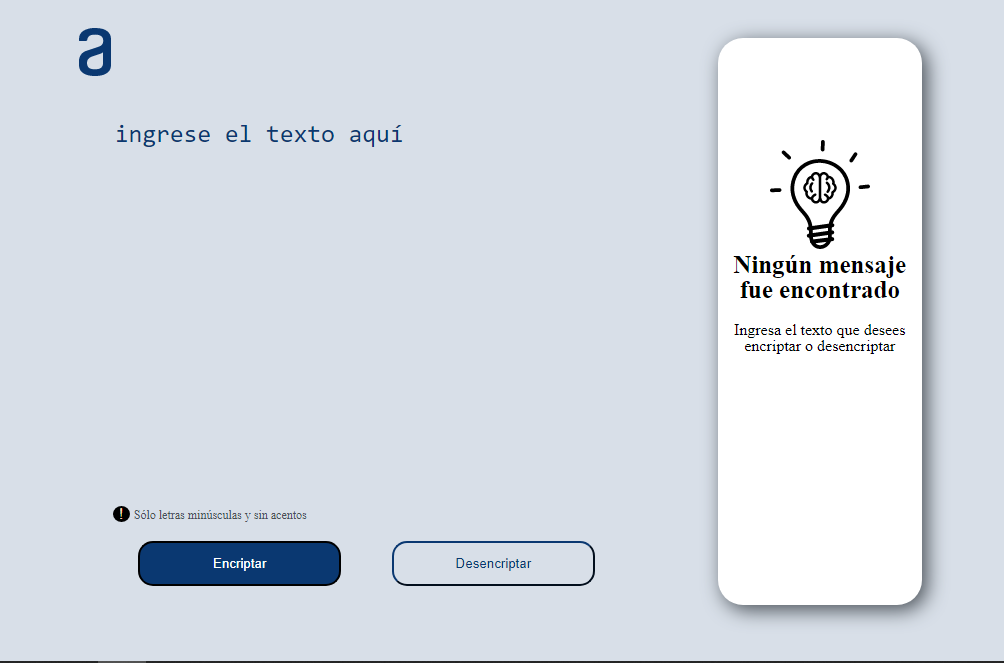 a
ingrese el texto aquí
Ningún mensaje
fue encontrado
Ingresa el texto que desees
encriptar o desencriptar
! Sólo letras minúsculas y sin acentos
Encriptar
Desencriptar